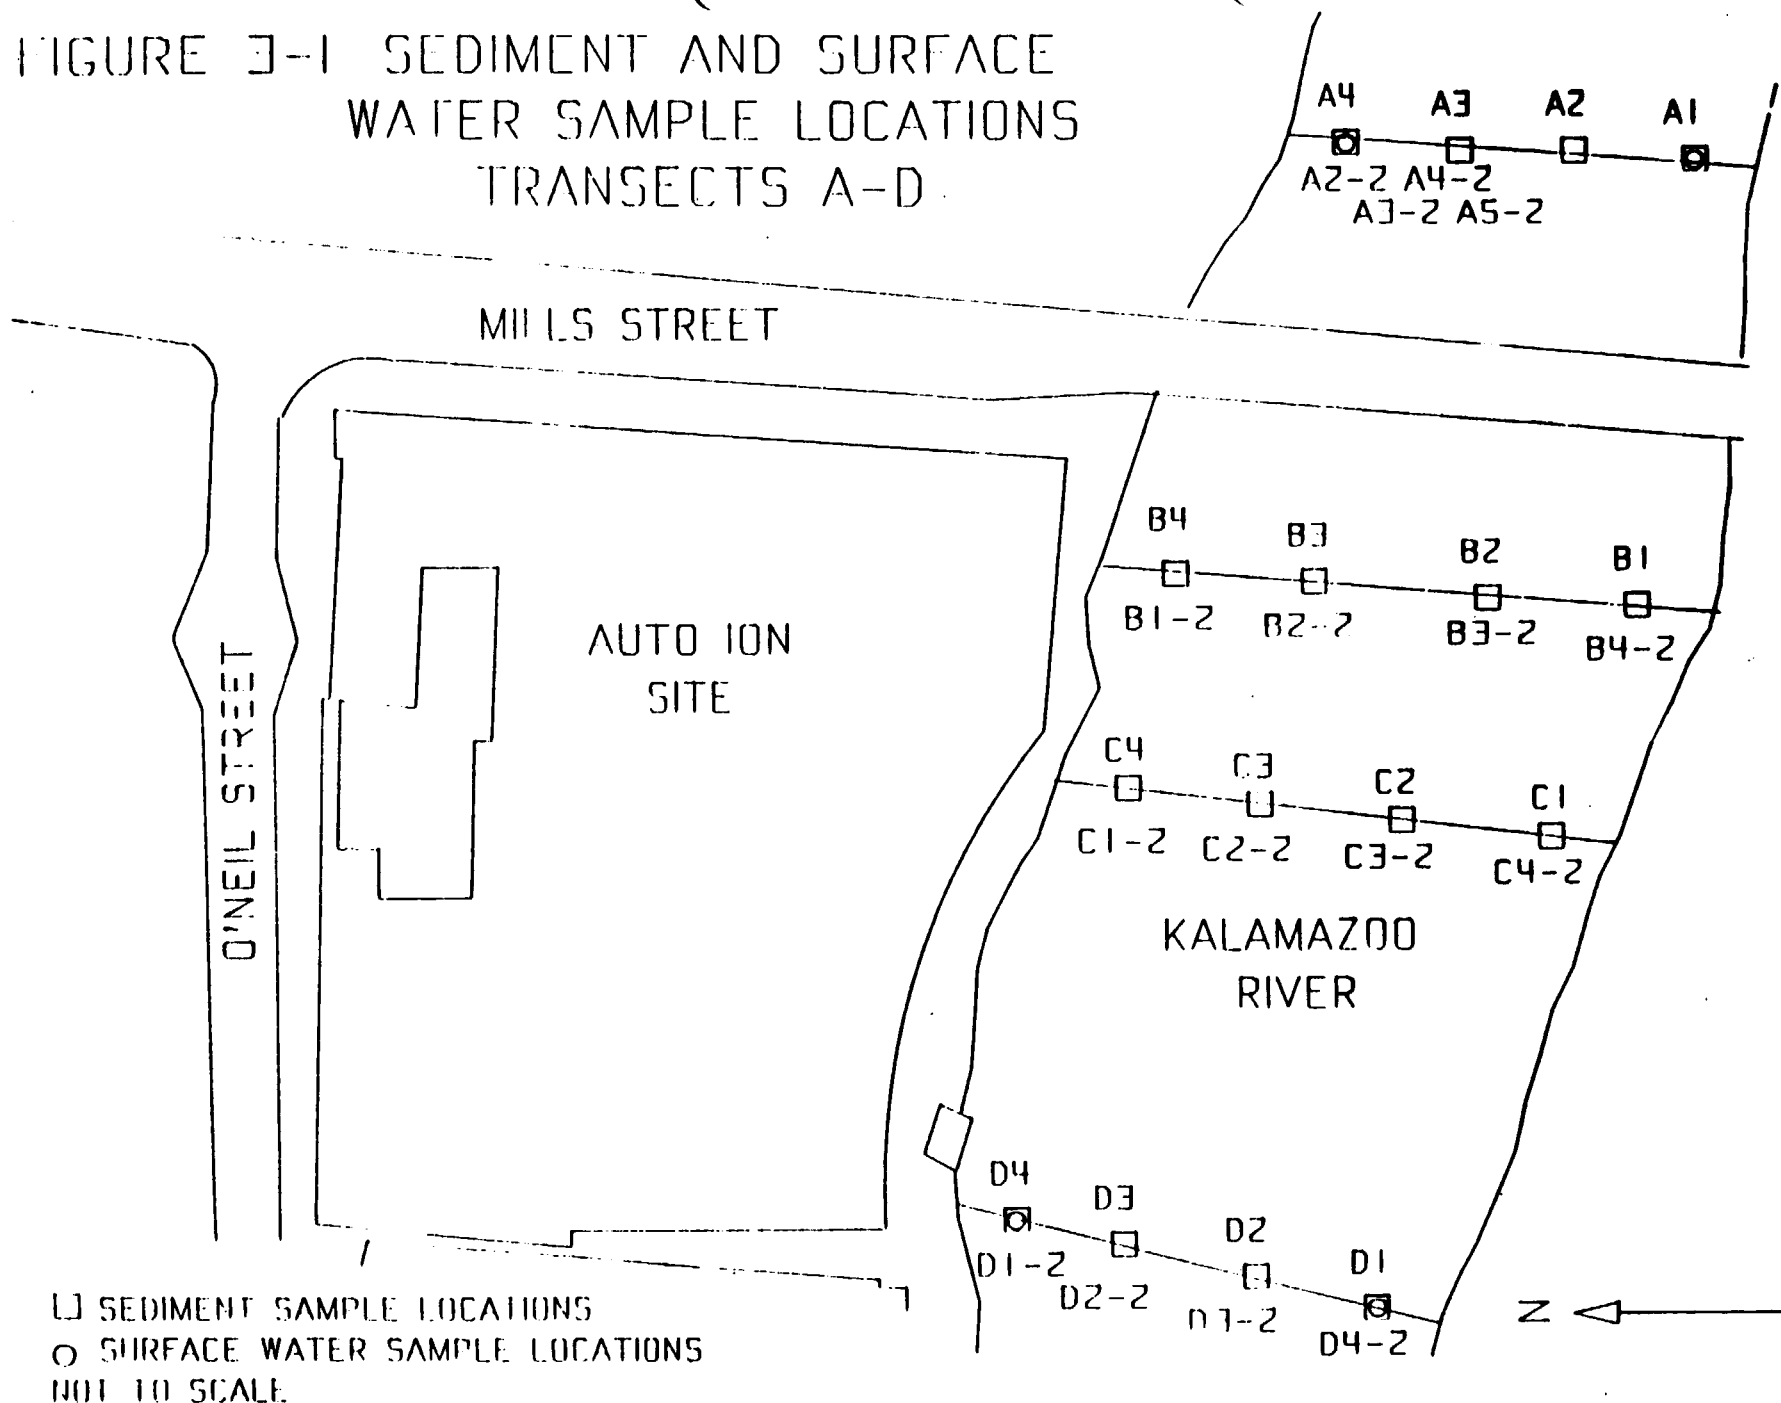 FIGURE 3-1 SEDIMENT AND SURFACE
WATER SAMPLE LOCATIONS
TRANSECTS A-D
A4 A3 A2 A1
A2-2 A4-2
A3-2 A5-2
MILLS STREET
B4 B3 B2 B1
B1-2 B2-2 B3-2 B4-2
AUTO ION
SITE
O'NEIL STREET
C4 C3 C2 C1
C1-2 C2-2 C3-2 C4-2
KALAMAZOO
RIVER
D4 D3 D2 D1
D1-2 D2-2 D3-2 D4-2
N
SEDIMENT SAMPLE LOCATIONS
SURFACE WATER SAMPLE LOCATIONS
NOT TO SCALE